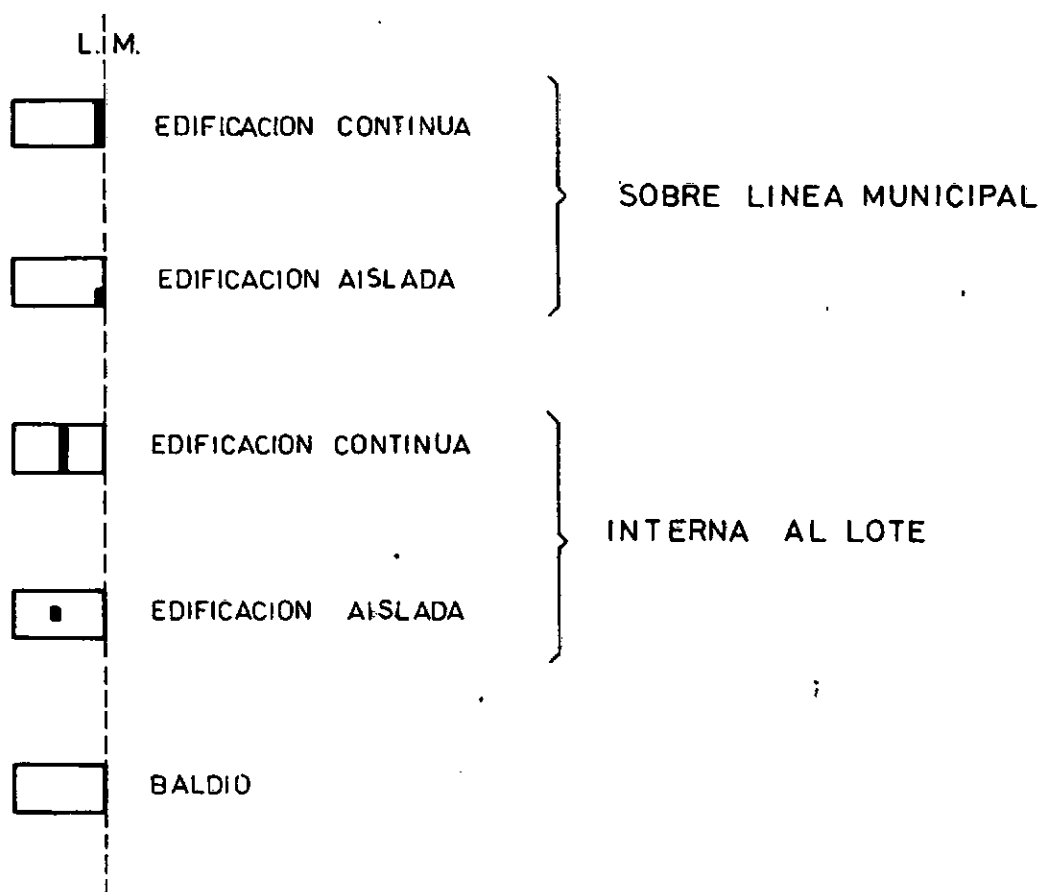 L. M.
EDIFICACION CONTINUA
SOBRE LINEA MUNICIPAL
EDIFICACION AISLADA
EDIFICACION CONTINUA
INTERNA AL LOTE
EDIFICACION AISLADA
BALDIO